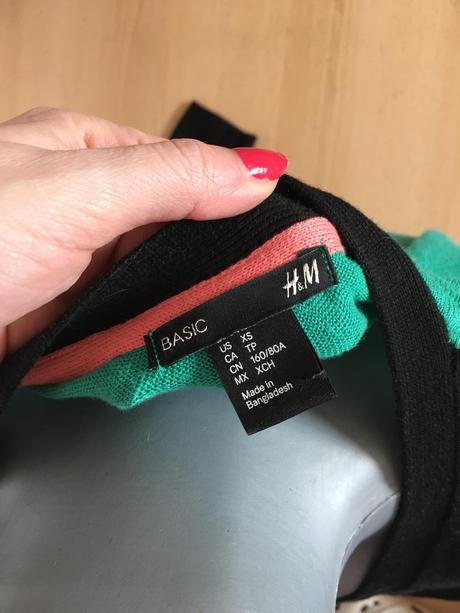 BASIC H&M
US XS
CA TP
CN 160/80A
MX XCH
Made in
Bangladesh